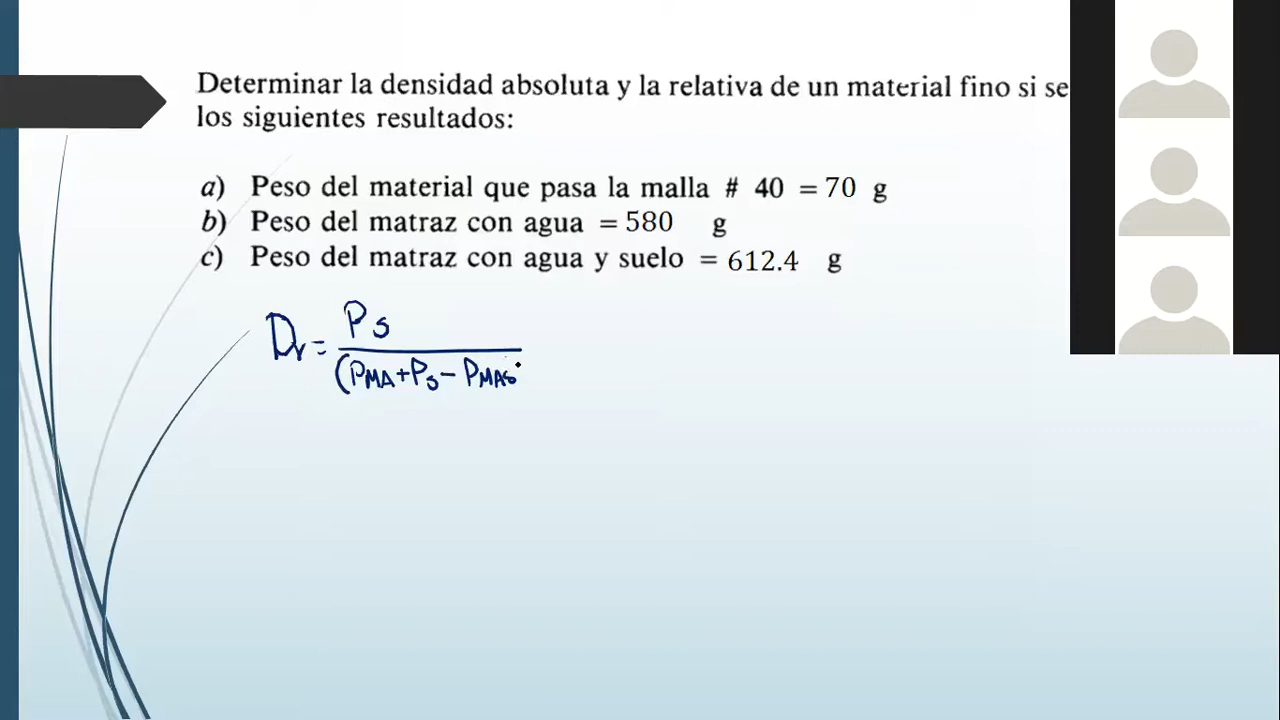 Determinar la densidad absoluta y la relativa de un material fino si se
los siguientes resultados:
a) Peso del material que pasa la malla # 40 = 70 g
b) Peso del matraz con agua = 580 g
c) Peso del matraz con agua y suelo = 612.4 g
Dr = Ps
(PMA+Ps- PMAS